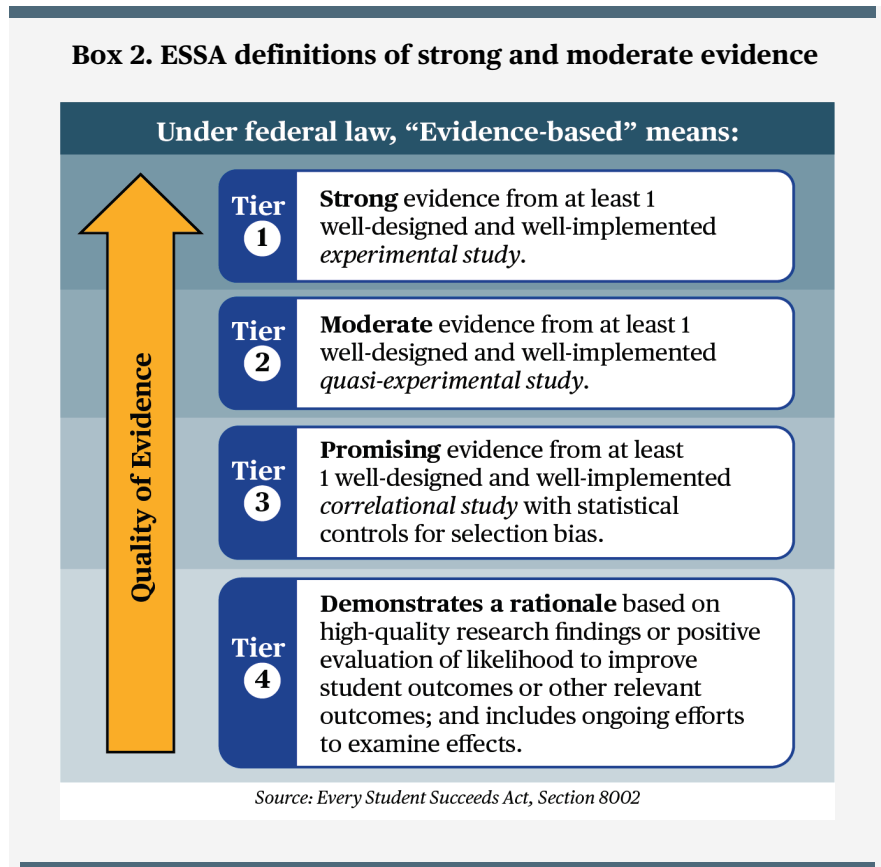 Box 2. ESSA definitions of strong and moderate evidence
Under federal law, “Evidence-based” means:
Quality of Evidence
Tier
1
Strong evidence from at least 1
well-designed and well-implemented
experimental study.
Tier
2
Moderate evidence from at least 1
well-designed and well-implemented
quasi-experimental study.
Tier
3
Promising evidence from at least
1 well-designed and well-implemented
correlational study with statistical
controls for selection bias.
Tier
4
Demonstrates a rationale based on
high-quality research findings or positive
evaluation of likelihood to improve
student outcomes or other relevant
outcomes; and includes ongoing efforts
to examine effects.
Source: Every Student Succeeds Act, Section 8002